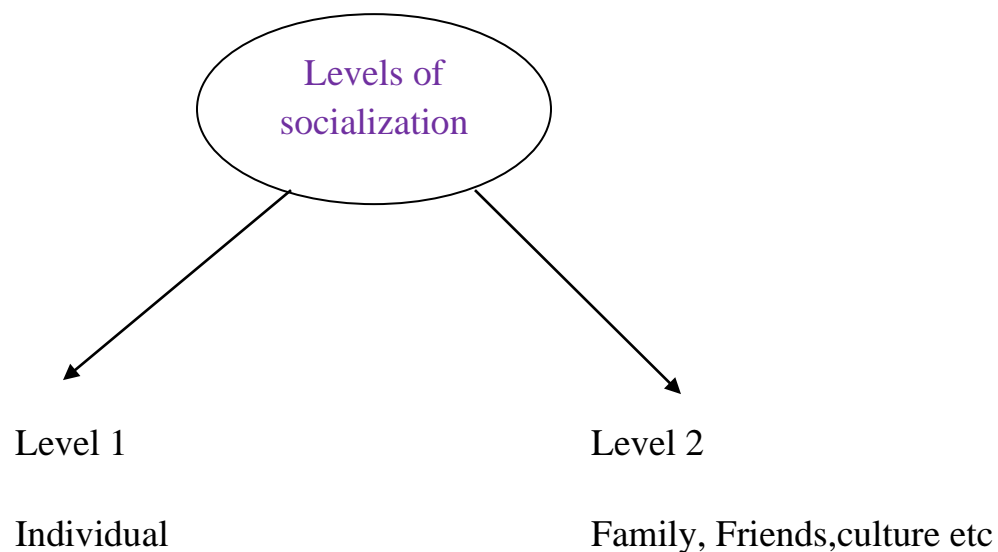 Levels of
socialization
Level 1
Level 2
Individual
Family, Friends,culture etc